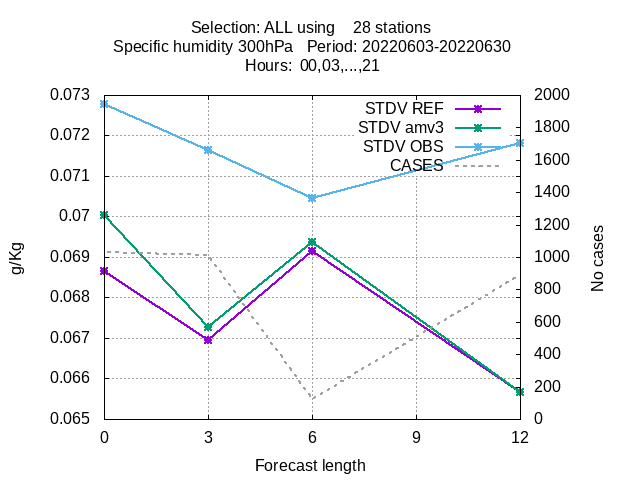 Selection: ALL using    28 stations
Specific humidity 300hPa   Period: 20220603-20220630
Hours:  00,03,...,21
0.073
0.072
0.071
0.07
0.069
0.068
0.067
0.066
0.065
g/Kg
STDV REF
STDV amv3
STDV OBS
CASES
2000
1800
1600
1400
1200
1000
800
600
400
200
0
No cases
0 3 6 9 12
Forecast length